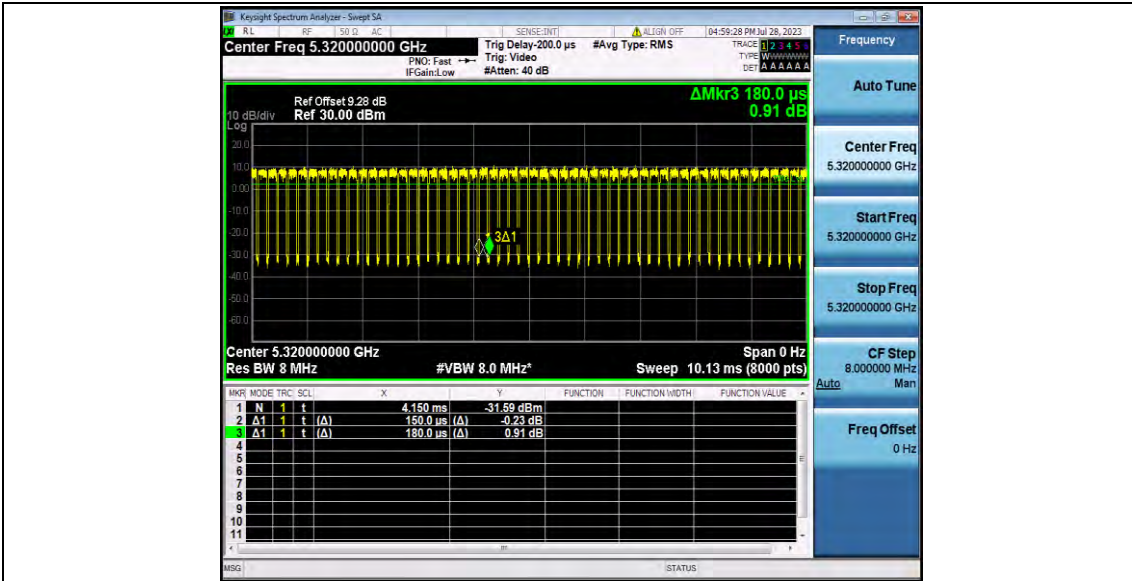 Keysight Spectrum Analyzer - Swept SA
RL RF 50 Ω AC SENSE:INT ALIGN OFF 04:59:28 PM Jul 28, 2023
Center Freq 5.320000000 GHz
PNO: Fast
IFGain:Low
Trig Delay-200.0 µs
Trig: Video
#Atten: 40 dB
#Avg Type: RMS
TRACE 1 2 3 4 5 6
TYPE W
DET A A A A A A
ΔMkr3 180.0 µs
0.91 dB
Ref Offset 9.28 dB
10 dB/div Ref 30.00 dBm
Log
20.0
10.0
0.00
-10.0
-20.0
-30.0
-40.0
-50.0
-60.0
3Δ1
Center 5.320000000 GHz Span 0 Hz
Res BW 8 MHz #VBW 8.0 MHz* Sweep 10.13 ms (8000 pts)
MKR MODE TRC SCL X Y FUNCTION FUNCTION WIDTH FUNCTION VALUE
1 N 1 t 4.150 ms -31.59 dBm
2 Δ1 1 t (Δ) 150.0 µs (Δ) -0.23 dB
3 Δ1 1 t (Δ) 180.0 µs (Δ) 0.91 dB
4
5
6
7
8
9
10
11
MSG STATUS
Frequency
Auto Tune
Center Freq
5.320000000 GHz
Start Freq
5.320000000 GHz
Stop Freq
5.320000000 GHz
CF Step
8.000000 MHz
Auto Man
Freq Offset
0 Hz